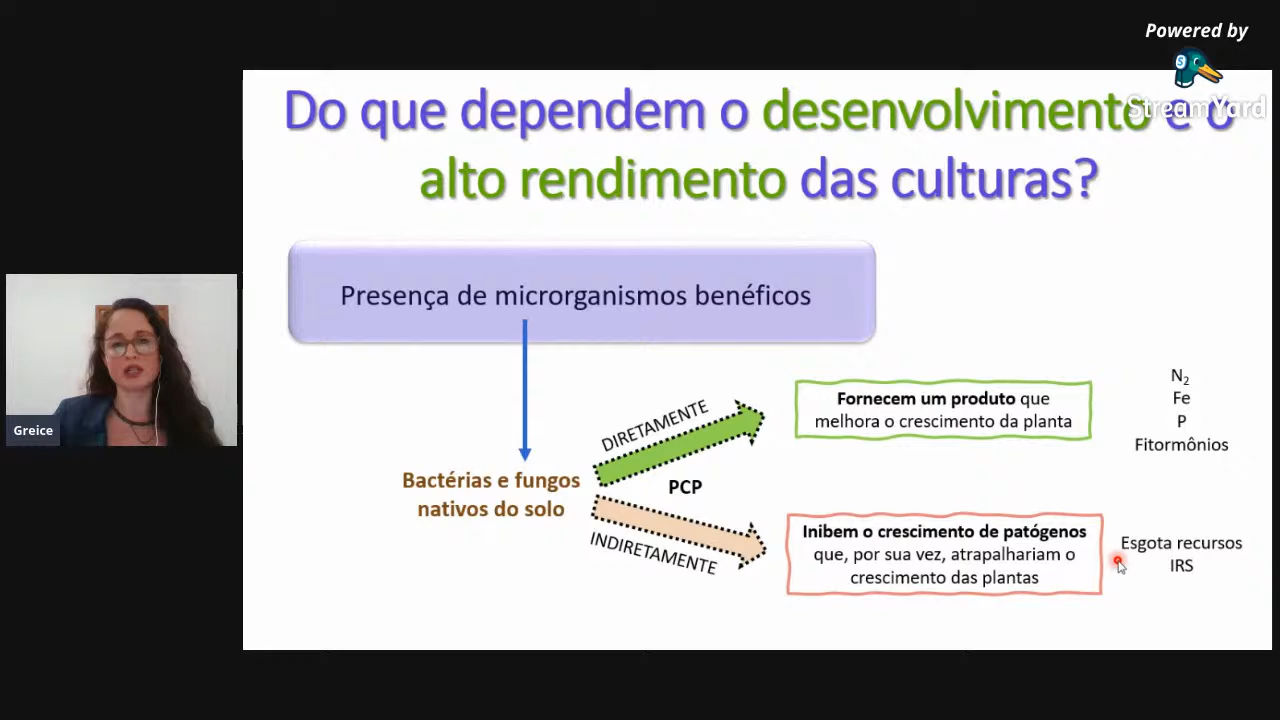 Powered by
StreamYard
Do que dependem o desenvolvimento e o
alto rendimento das culturas?
Presença de microrganismos benéficos
Bactérias e fungos
nativos do solo
DIRETAMENTE
PCP
INDIRETAMENTE
Fornecem um produto que
melhora o crescimento da planta
N₂
Fe
P
Fitormônios
Inibem o crescimento de patógenos
que, por sua vez, atrapalhariam o
crescimento das plantas
Esgota recursos
IRS
Greice